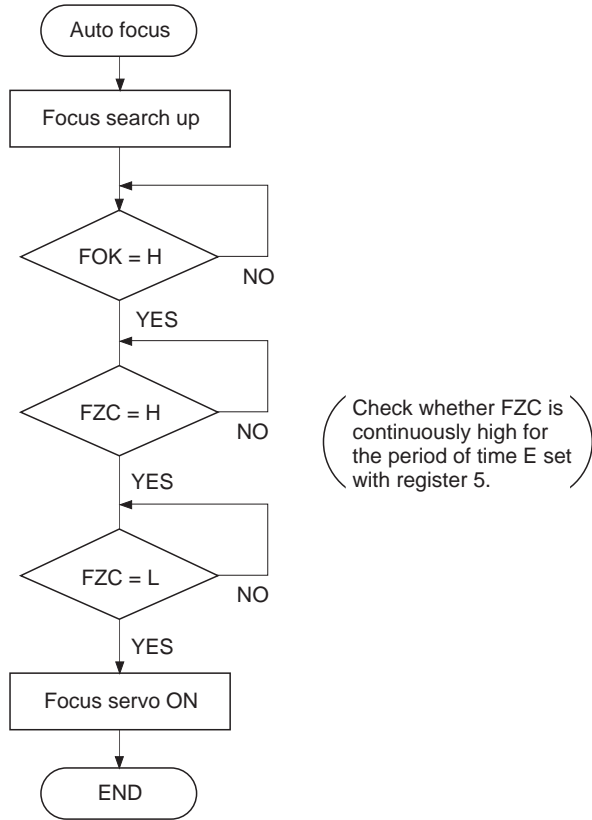 Auto focus
Focus search up
FOK = H
NO
YES
FZC = H
NO
Check whether FZC is
continuously high for
the period of time E set
with register 5.
YES
FZC = L
NO
YES
Focus servo ON
END